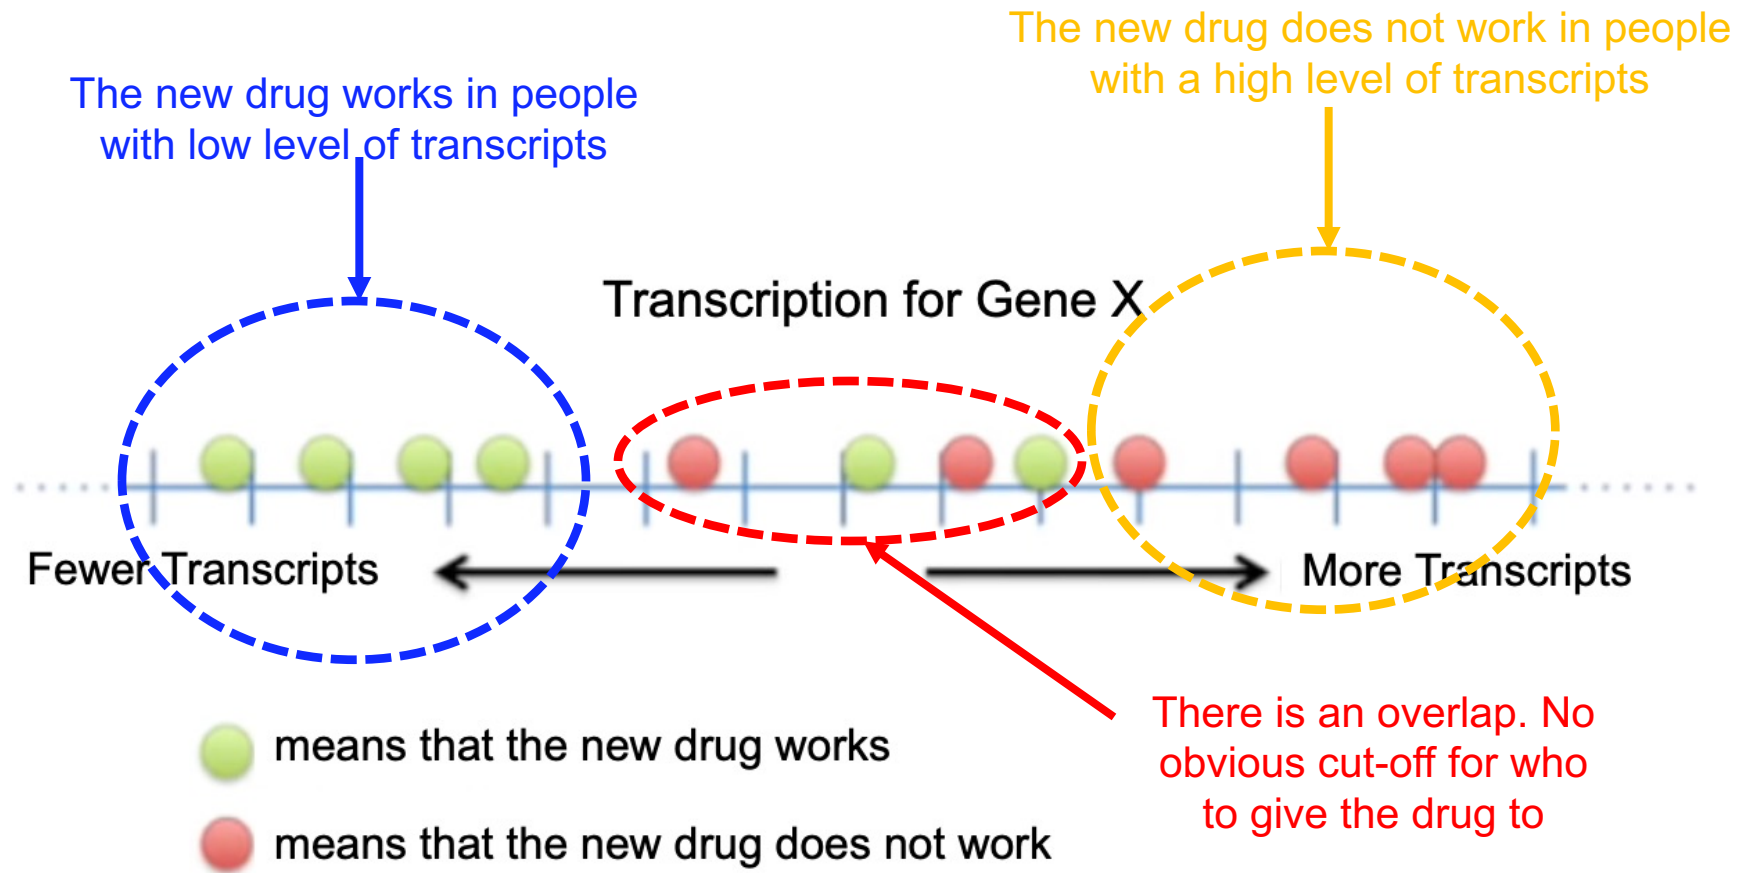 The new drug does not work in people
with a high level of transcripts
The new drug works in people
with low level of transcripts
Transcription for Gene X
Fewer Transcripts
More Transcripts
means that the new drug works
means that the new drug does not work
There is an overlap. No
obvious cut-off for who
to give the drug to